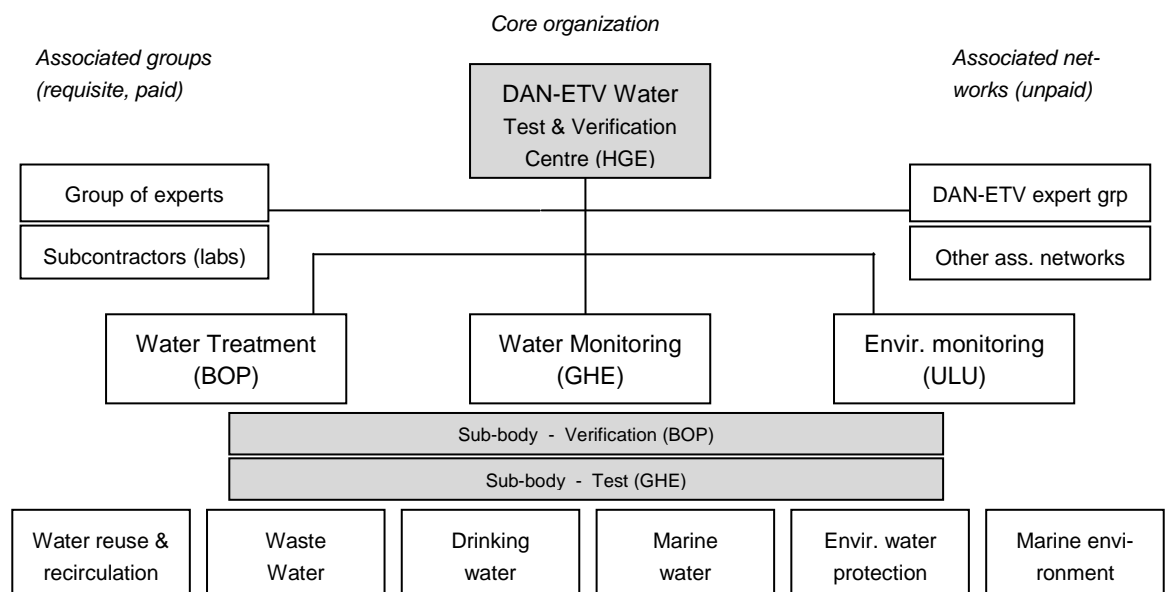 Core organization
Associated groups
(requisite, paid)
Associated net-
works (unpaid)
DAN-ETV Water
Test & Verification
Centre (HGE)
Group of experts
Subcontractors (labs)
DAN-ETV expert grp
Other ass. networks
Water Treatment
(BOP)
Water Monitoring
(GHE)
Envir. monitoring
(ULU)
Sub-body - Verification (BOP)
Sub-body - Test (GHE)
Water reuse &
recirculation
Waste
Water
Drinking
water
Marine
water
Envir. water
protection
Marine envi-
ronment